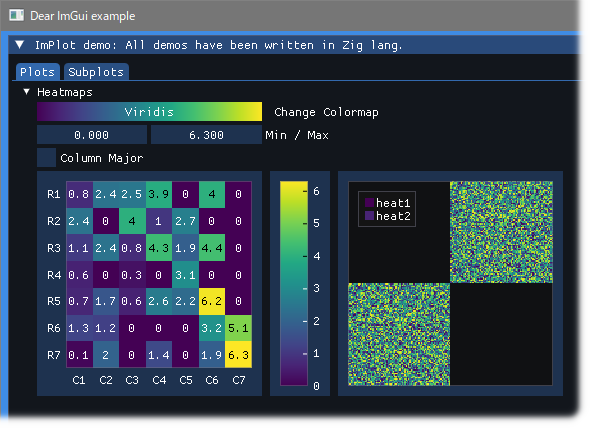 Dear ImGui example
ImPlot demo: All demos have been written in Zig lang.
Plots Subplots
Heatmaps
Viridis Change Colormap
0.000 6.300 Min / Max
Column Major
R1 0.8 2.4 2.5 3.9 0 4 0
R2 2.4 0 4 1 2.7 0 0
R3 1.1 2.4 0.8 4.3 1.9 4.4 0
R4 0.6 0 0.3 0 3.1 0 0
R5 0.7 1.7 0.6 2.6 2.2 6.2 0
R6 1.3 1.2 0 0 0 3.2 5.1
R7 0.1 2 0 1.4 0 1.9 6.3
C1 C2 C3 C4 C5 C6 C7
6
5
4
3
2
1
0
heat1
heat2